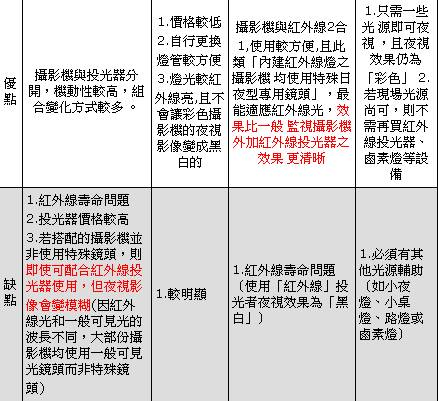 優點
攝影機與投光器分
開，機動性較高，組
合變化方式較多 。
1.價格較低
2.自行更換
燈管較方便
3.燈光較紅
外線亮,且不
會讓彩色攝
影機的夜視
影像變成黑
白的
攝影機與紅外線2合
1,使用較方便,且此
類「內建紅外線燈之
攝影機 均使用特殊日
夜型專用鏡頭」，最
能適應紅外線光，效
果比一般 監視攝影機
外加紅外線投光器之
效果 更清晰
1.只需一些
光 源即可夜
視 ，且夜視
效果仍為
「彩色」 2.
若現場光源
尚可，則不
需再買紅外
線投光器、
鹵素燈等設
備
缺點
1.紅外線壽命問題
2.投光器價格較高
3.若搭配的攝影機並
非使用特殊鏡頭，則
即使可配合紅外線投
光器使用，但夜視影
像會變模糊(因紅外
線光和一般可見光的
波長不同，大部份攝
影機均使用一般可見
光鏡頭而非特殊鏡
頭)
1.較明顯
1.紅外線壽命問題
〔使用「紅外線」投
光者夜視效果為「黑
白」〕
1.必須有其
他光源輔助
〔如小夜
燈、小桌
燈、路燈或
鹵素燈〕